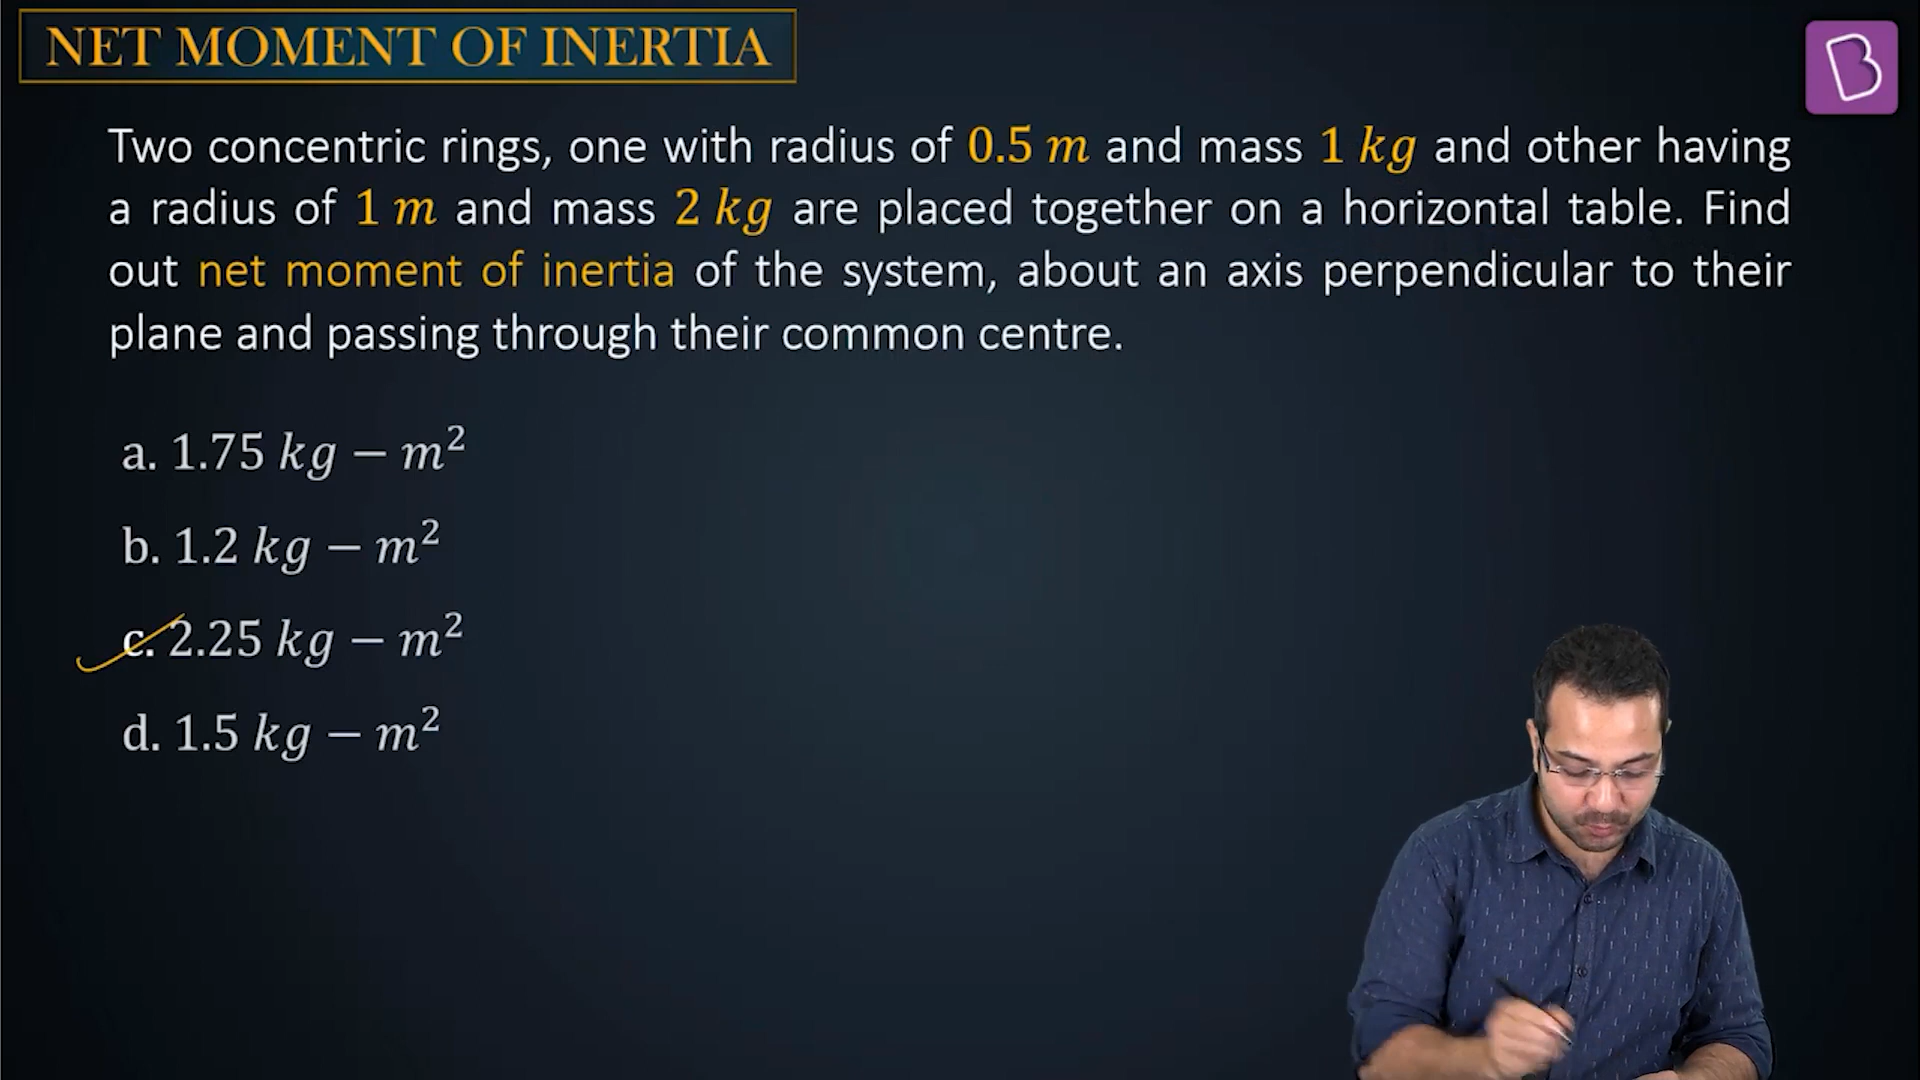 NET MOMENT OF INERTIA
Two concentric rings, one with radius of 0.5 m and mass 1 kg and other having
a radius of 1 m and mass 2 kg are placed together on a horizontal table. Find
out net moment of inertia of the system, about an axis perpendicular to their
plane and passing through their common centre.
a. 1.75 kg − m²
b. 1.2 kg − m²
c. 2.25 kg − m²
d. 1.5 kg − m²
B